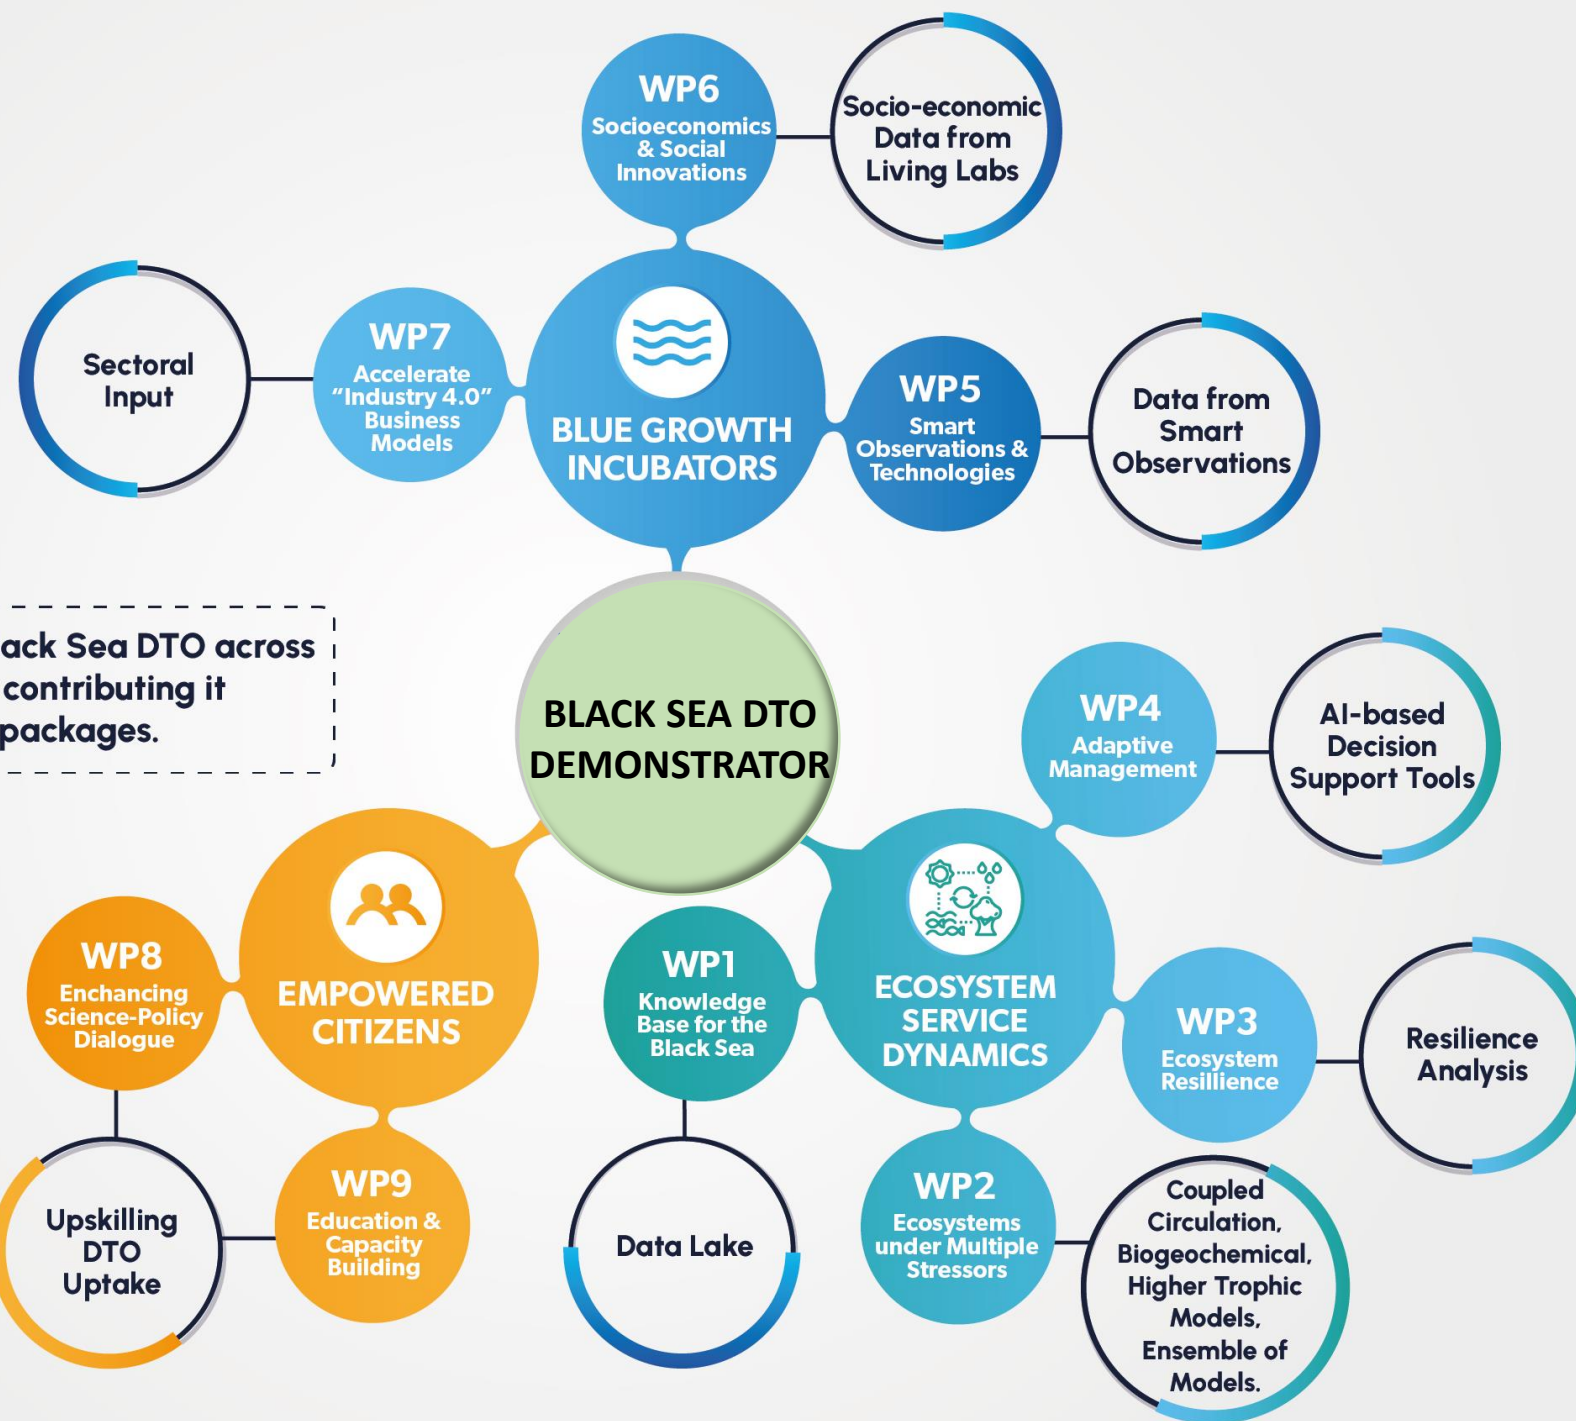 WP6
Socioeconomics
& Social
Innovations
Socio-economic
Data from
Living Labs
Sectoral
Input
WP7
Accelerate
“Industry 4.0”
Business
Models
BLUE GROWTH
INCUBATORS
WP5
Smart
Observations &
Technologies
Data from
Smart
Observations
ack Sea DTO across
contributing it
packages.
BLACK SEA DTO
DEMONSTRATOR
WP4
Adaptive
Management
AI-based
Decision
Support Tools
WP8
Enchancing
Science-Policy
Dialogue
EMPOWERED
CITIZENS
WP1
Knowledge
Base for the
Black Sea
ECOSYSTEM
SERVICE
DYNAMICS
WP3
Ecosystem
Resillience
Resilience
Analysis
Upskilling
DTO
Uptake
WP9
Education &
Capacity
Building
Data Lake
WP2
Ecosystems
under Multiple
Stressors
Coupled
Circulation,
Biogeochemical,
Higher Trophic
Models,
Ensemble of
Models.